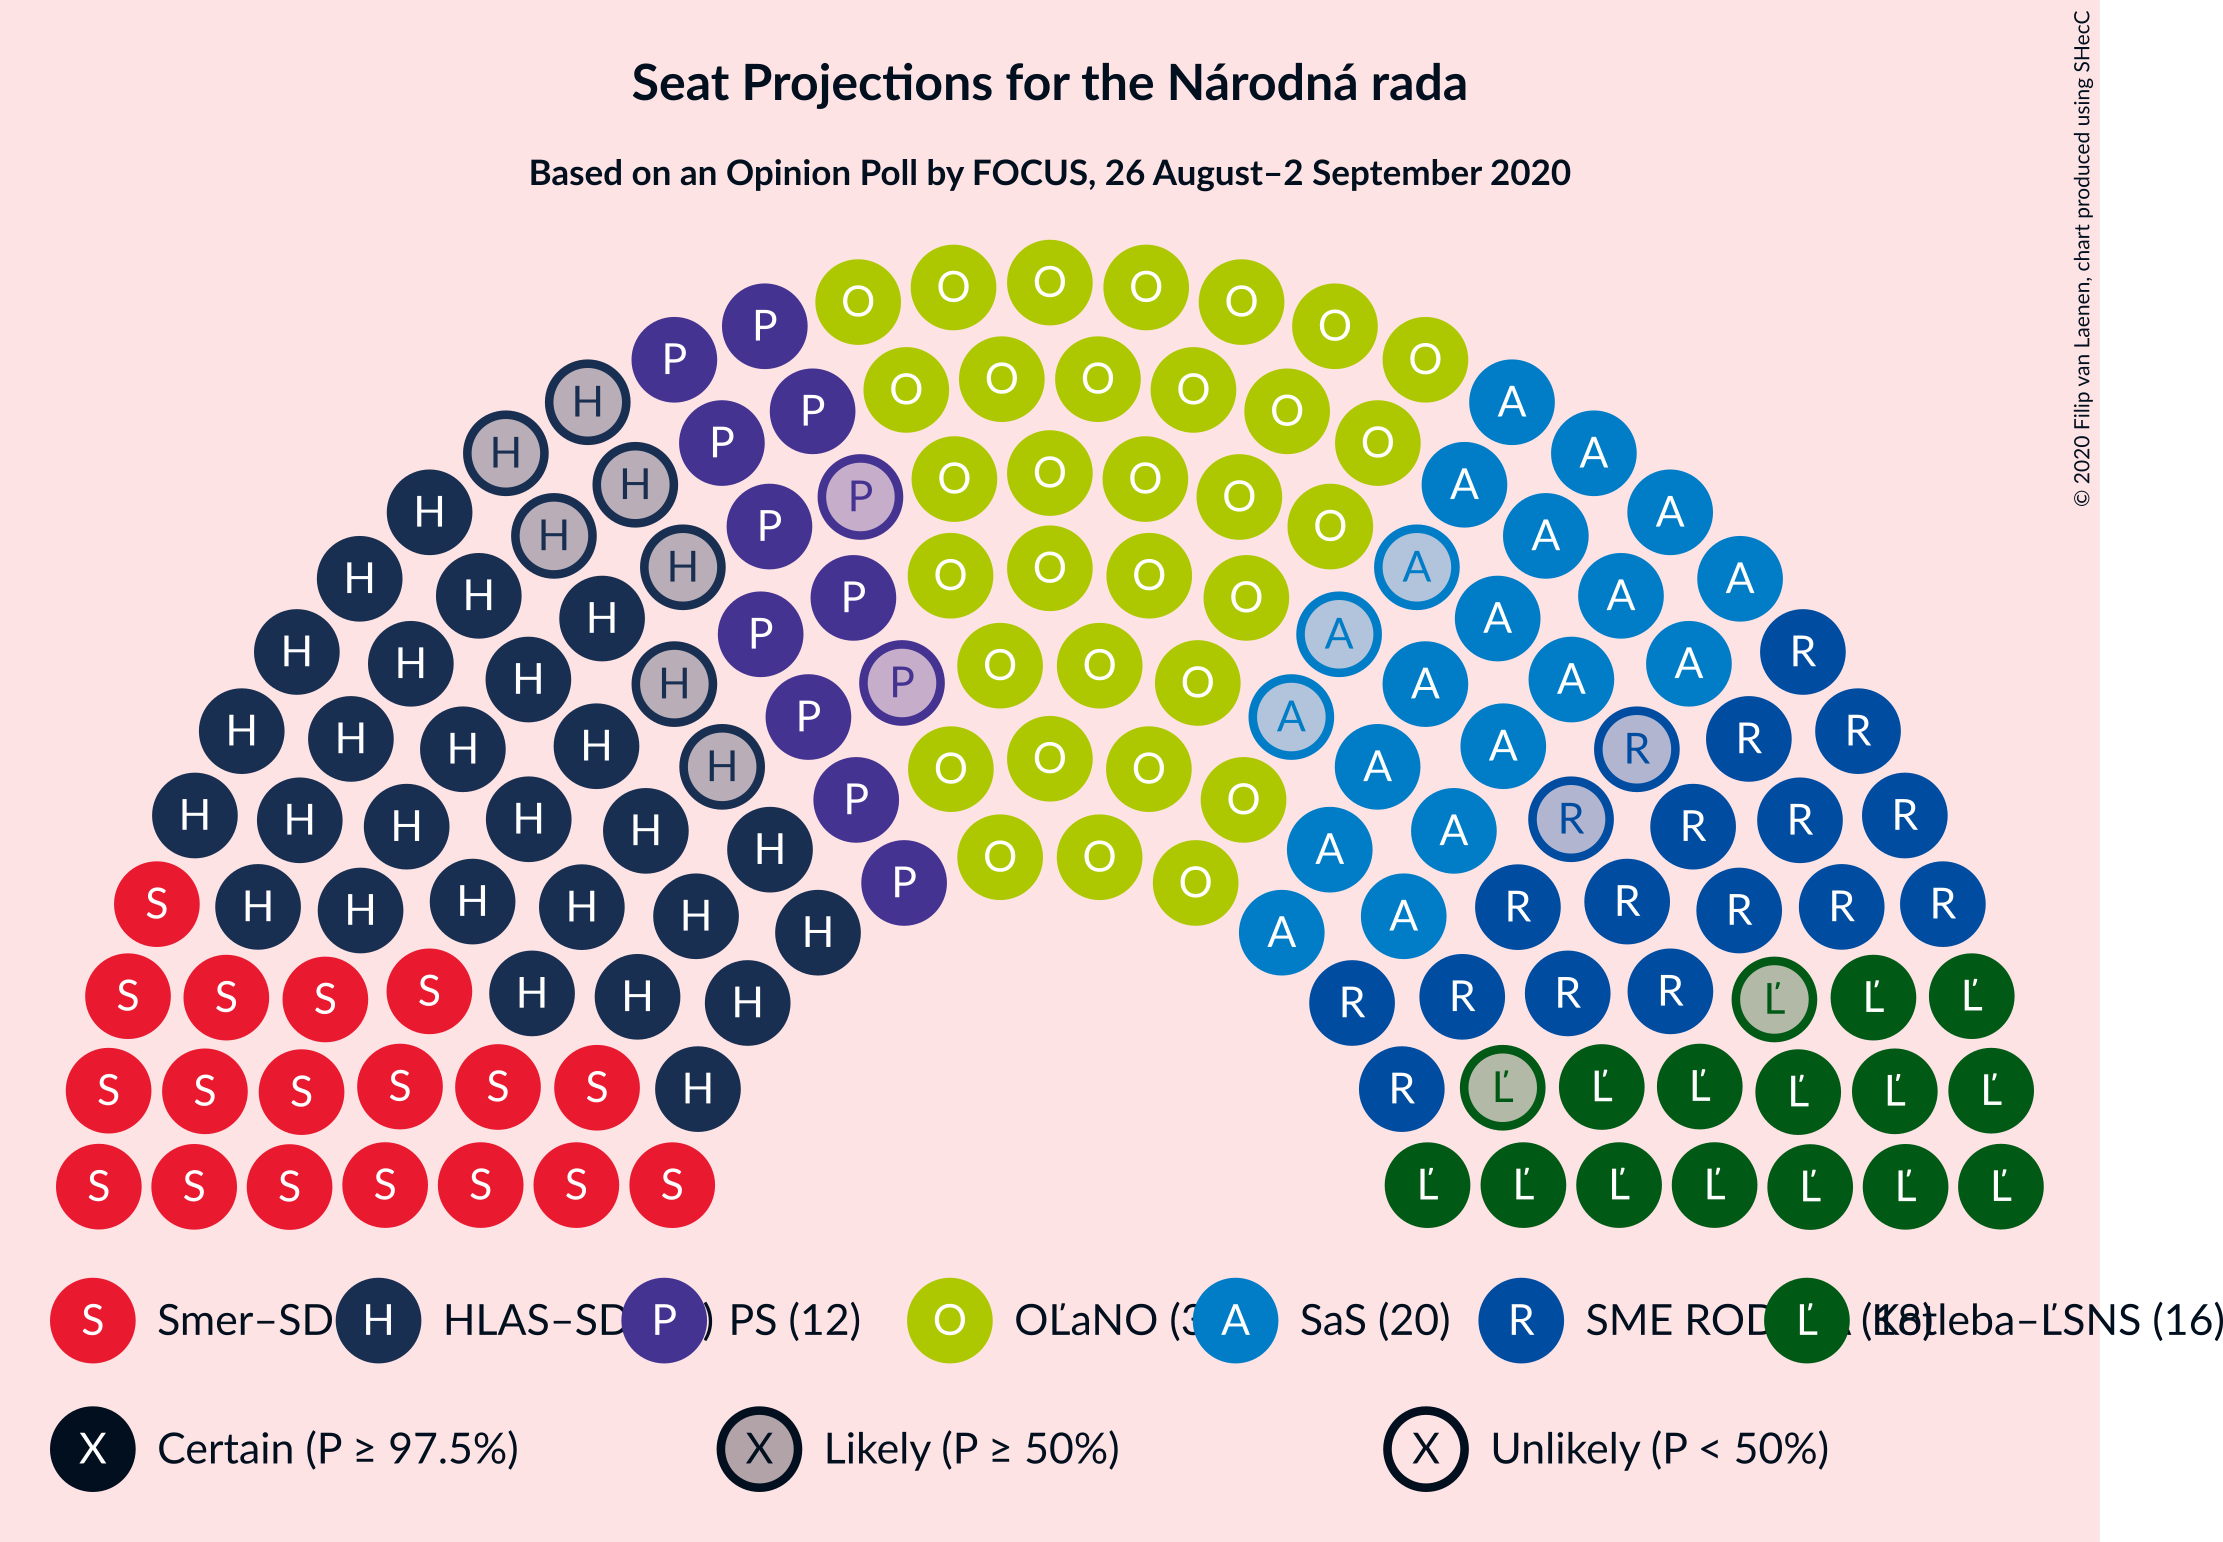 Seat Projections for the Národná rada
Based on an Opinion Poll by FOCUS, 26 August–2 September 2020
© 2020 Filip van Laenen, chart produced using SHecC
O O O O O
P O
P O
O O O O
H P O A
H P O A
H P O O O O A
H H P O A A
H H H P O O O O A A A
H P A A
H H H H P O O O A A A R
H H H H H P O O O A A A R R R
H H H H H H P O A A R R R R
S H H H H H H P O O O A A R R R R R
S S S S H H H R R R R Ľ Ľ Ľ
S S S S S S H R Ľ Ľ Ľ Ľ Ľ Ľ
S S S S S S S Ľ Ľ Ľ Ľ Ľ Ľ Ľ
S Smer–SD H HLAS–SD P PS (12) O OĽaNO A SaS (20) R SME Ľ Kotleba–ĽSNS (16)
X Certain (P ≥ 97.5%) X Likely (P ≥ 50%) X Unlikely (P < 50%)